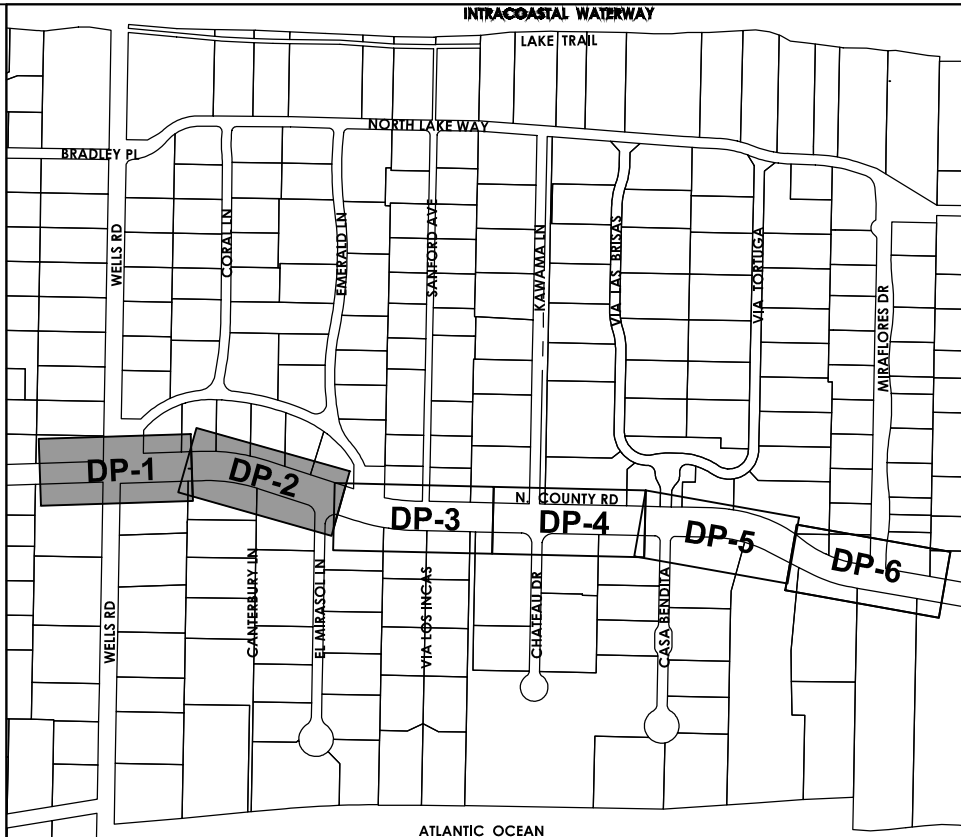 INTRACOASTAL WATERWAY
LAKE TRAIL
NORTH LAKE WAY
BRADLEY PL
WELLS RD
CORAL LN
EMERALD LN
SANFORD AVE
KAWAMA LN
VIA LAS BRISAS
VIA TORTUGA
MIRAFLORES DR
DP-1
DP-2
DP-3
N. COUNTY RD
DP-4
DP-5
DP-6
WELLS RD
CANTERBURY LN
EL MIRASOL LN
VIA LOS INCAS
CHATEAU DR
CASA BENDITA
ATLANTIC OCEAN